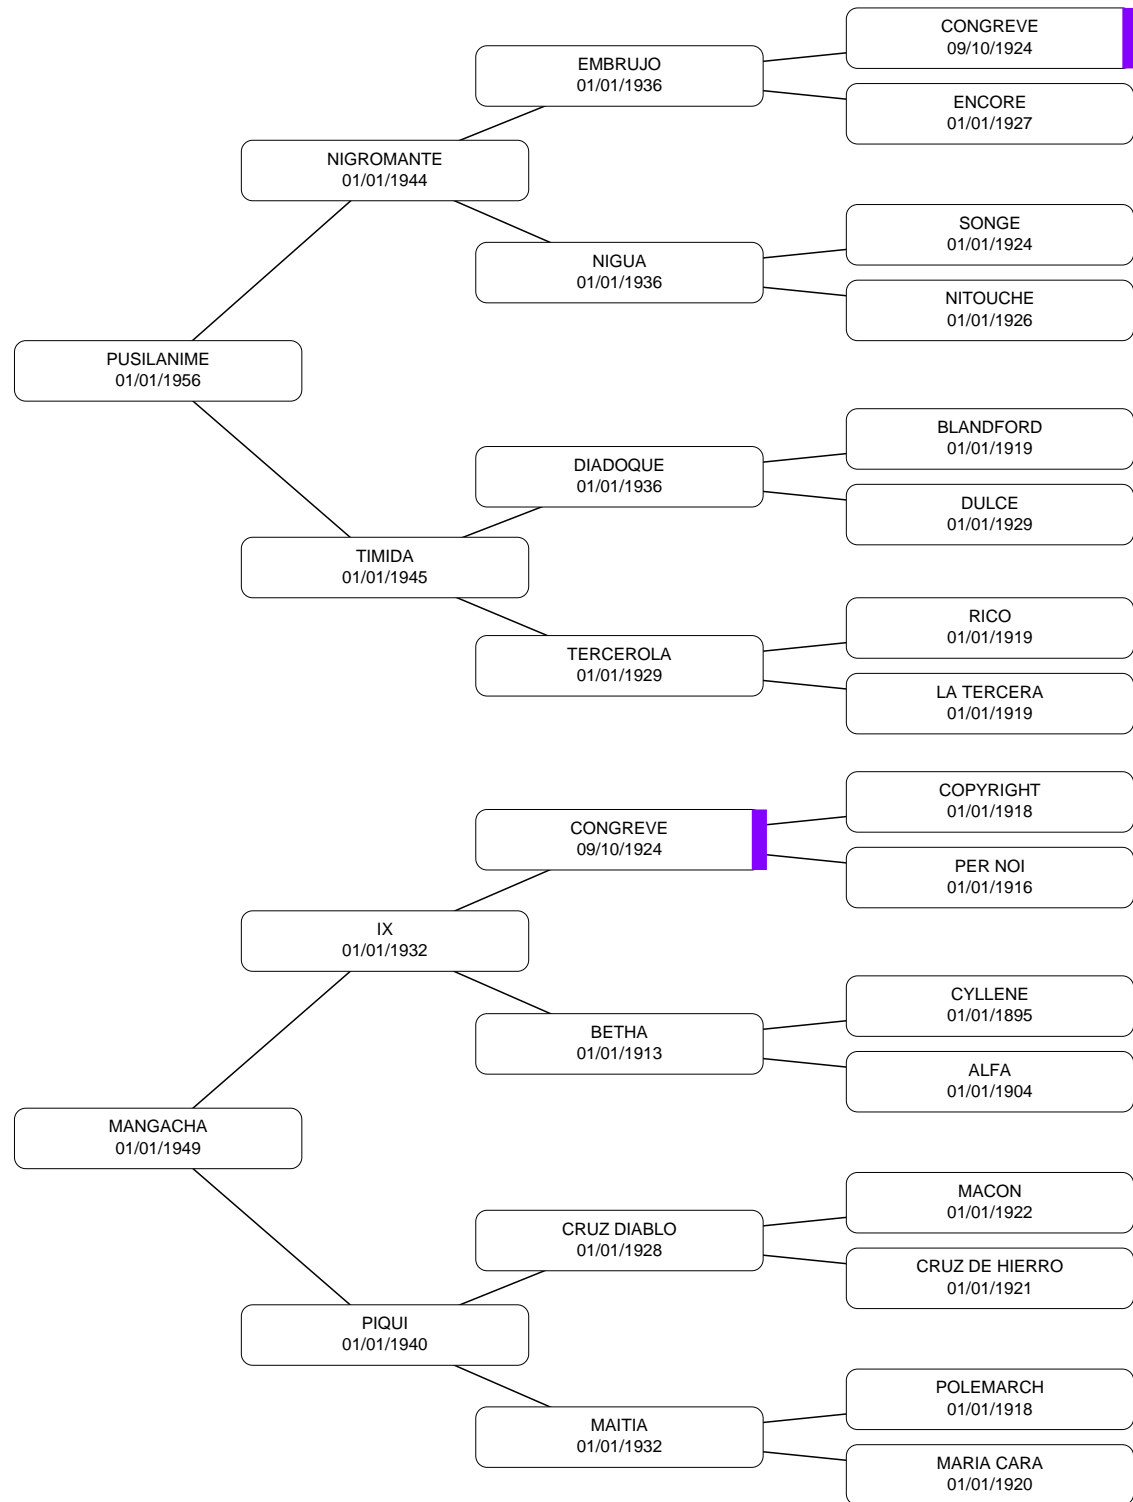 CONGREVE
09/10/1924
EMBRUJO
01/01/1936
ENCORE
01/01/1927
NIGROMANTE
01/01/1944
SONGE
01/01/1924
NIGUA
01/01/1936
NITOUCHE
01/01/1926
PUSILANIME
01/01/1956
BLANDFORD
01/01/1919
DIADOQUE
01/01/1936
DULCE
01/01/1929
TIMIDA
01/01/1945
RICO
01/01/1919
TERCEROLA
01/01/1929
LA TERCERA
01/01/1919
COPYRIGHT
01/01/1918
CONGREVE
09/10/1924
PER NOI
01/01/1916
IX
01/01/1932
CYLLENE
01/01/1895
BETHA
01/01/1913
ALFA
01/01/1904
MANGACHA
01/01/1949
MACON
01/01/1922
CRUZ DIABLO
01/01/1928
CRUZ DE HIERRO
01/01/1921
PIQUI
01/01/1940
POLEMARCH
01/01/1918
MAITIA
01/01/1932
MARIA CARA
01/01/1920